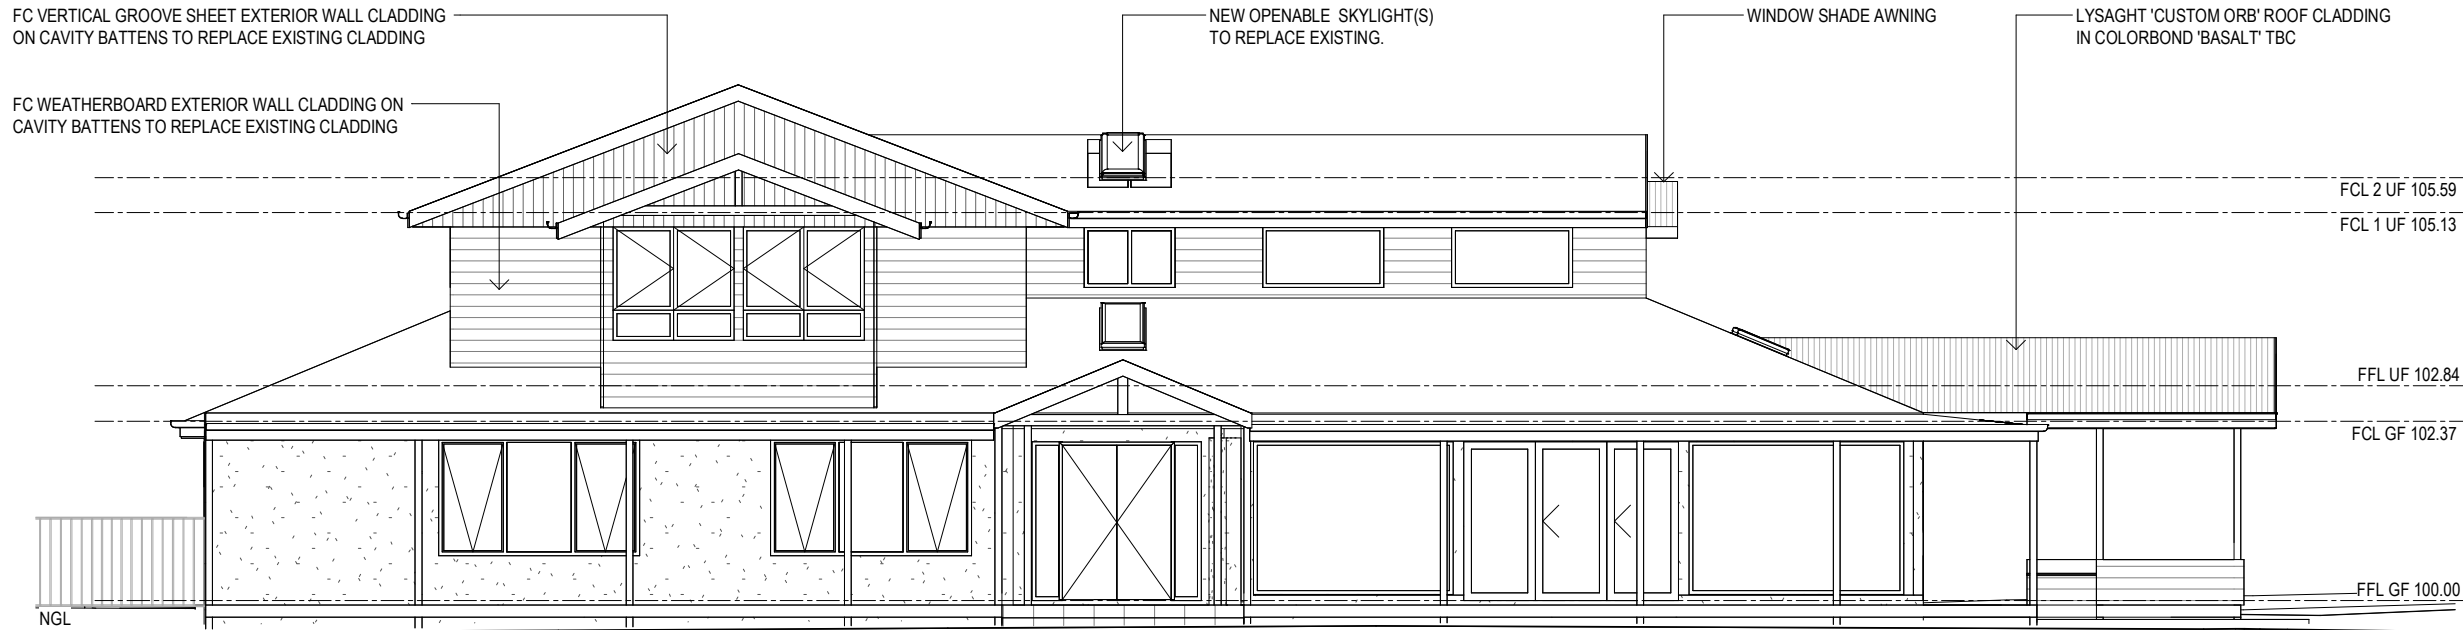 FC VERTICAL GROOVE SHEET EXTERIOR WALL CLADDING
ON CAVITY BATTENS TO REPLACE EXISTING CLADDING
NEW OPENABLE SKYLIGHT(S)
TO REPLACE EXISTING.
WINDOW SHADE AWNING
LYSAGHT 'CUSTOM ORB' ROOF CLADDING
IN COLORBOND 'BASALT' TBC
FC WEATHERBOARD EXTERIOR WALL CLADDING ON
CAVITY BATTENS TO REPLACE EXISTING CLADDING
FCL 2 UF 105.59
FCL 1 UF 105.13
FFL UF 102.84
FCL GF 102.37
FFL GF 100.00
NGL